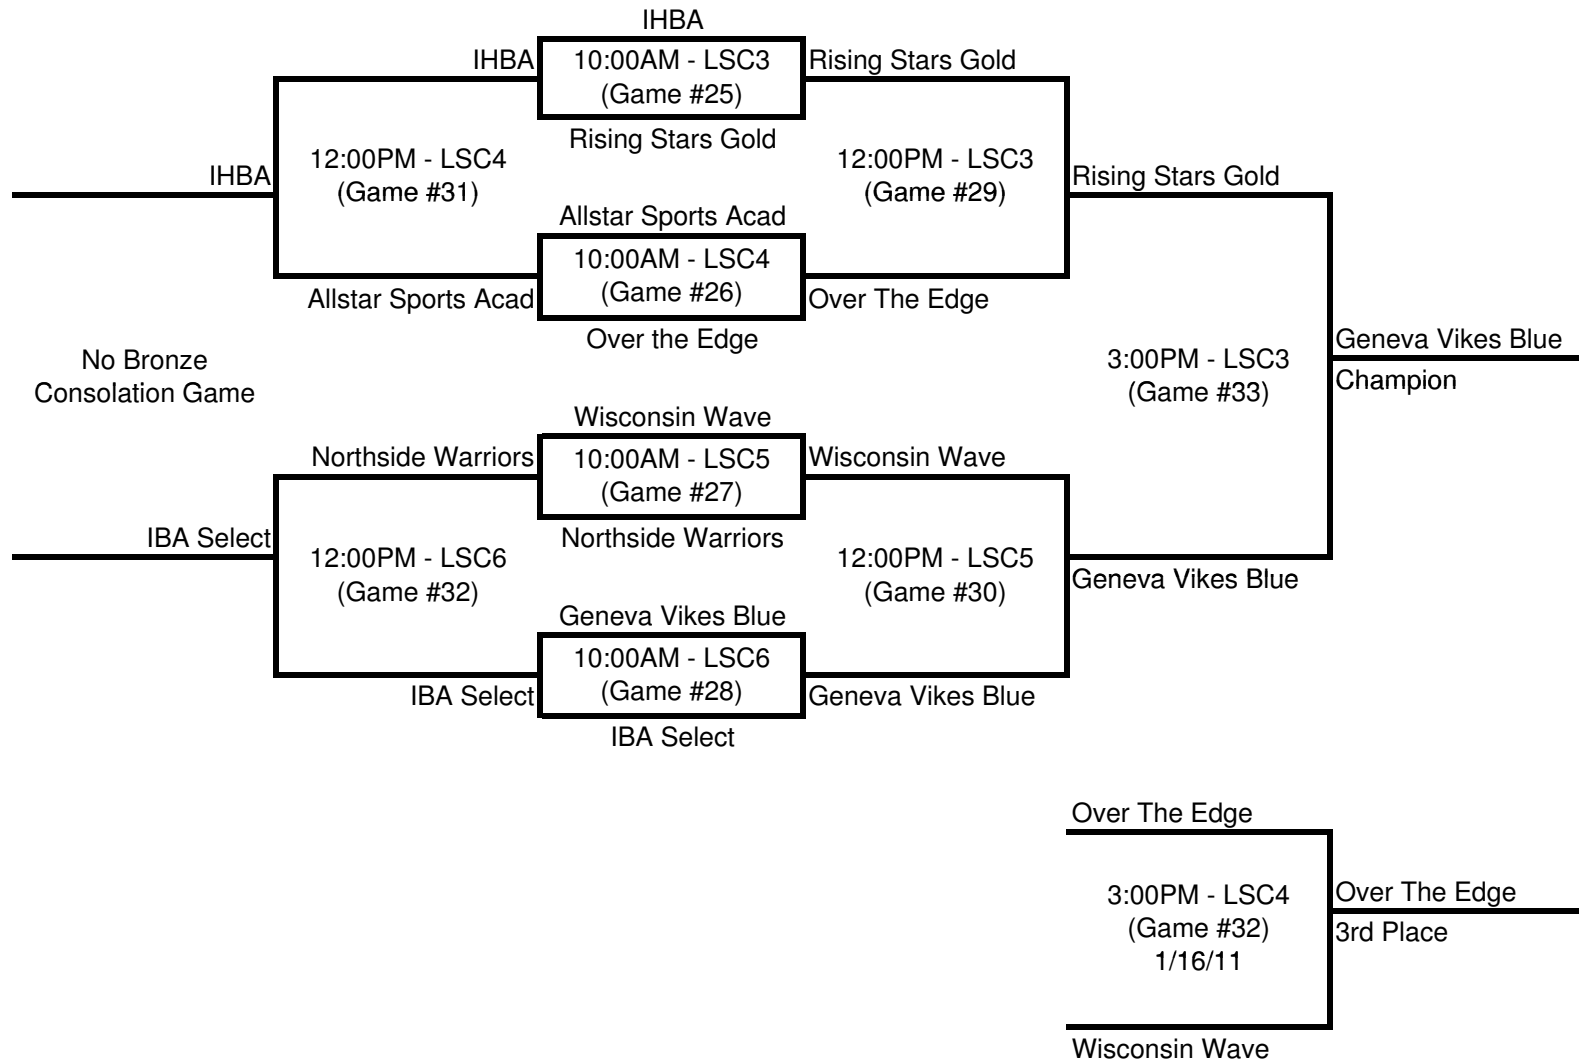 IHBA
IHBA
10:00AM - LSC3
(Game #25)
Rising Stars Gold
Rising Stars Gold
12:00PM - LSC4
(Game #31)
12:00PM - LSC3
(Game #29)
IHBA
Rising Stars Gold
Allstar Sports Acad
10:00AM - LSC4
(Game #26)
Allstar Sports Acad
Over The Edge
Over the Edge
No Bronze
Consolation Game
3:00PM - LSC3
(Game #33)
Geneva Vikes Blue
Champion
Wisconsin Wave
Northside Warriors
10:00AM - LSC5
(Game #27)
Wisconsin Wave
Northside Warriors
IBA Select
12:00PM - LSC6
(Game #32)
12:00PM - LSC5
(Game #30)
Geneva Vikes Blue
Geneva Vikes Blue
10:00AM - LSC6
(Game #28)
IBA Select
Geneva Vikes Blue
IBA Select
Over The Edge
3:00PM - LSC4
(Game #32)
1/16/11
Over The Edge
3rd Place
Wisconsin Wave